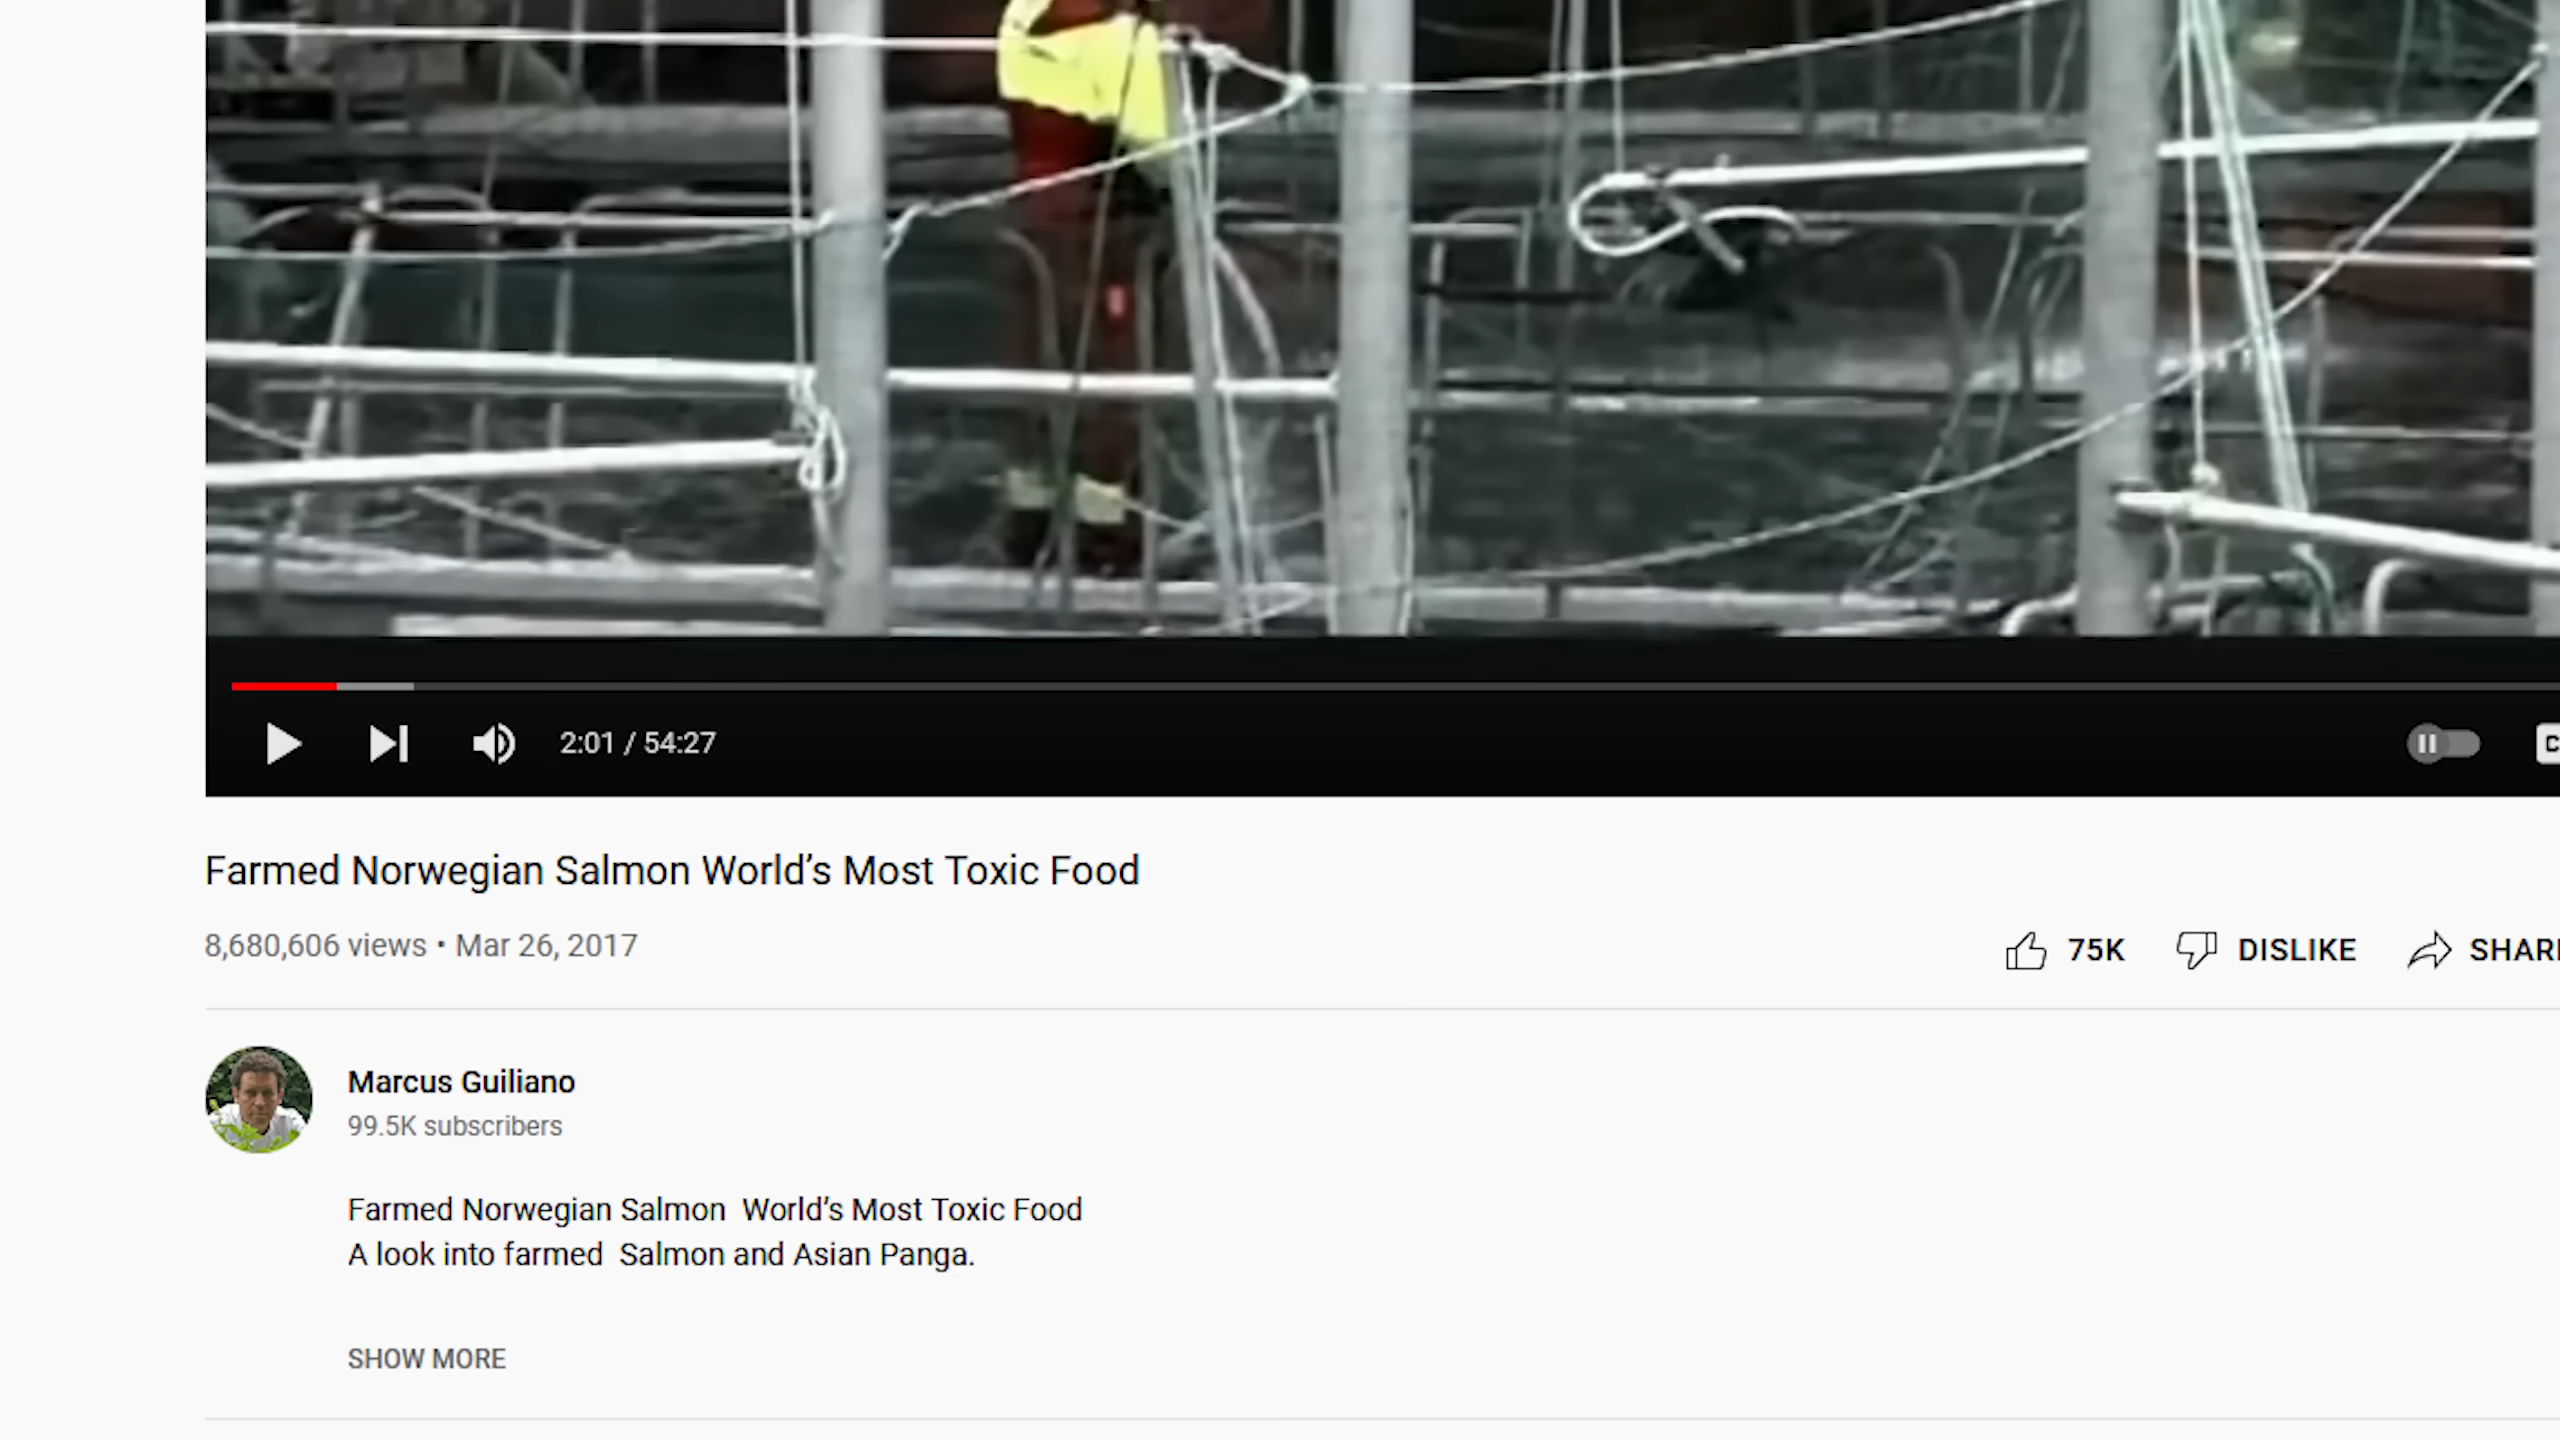 2:01 / 54:27
Farmed Norwegian Salmon World’s Most Toxic Food
8,680,606 views • Mar 26, 2017
75K DISLIKE
Marcus Guiliano
99.5K subscribers
Farmed Norwegian Salmon  World’s Most Toxic Food
A look into farmed  Salmon and Asian Panga.
SHOW MORE